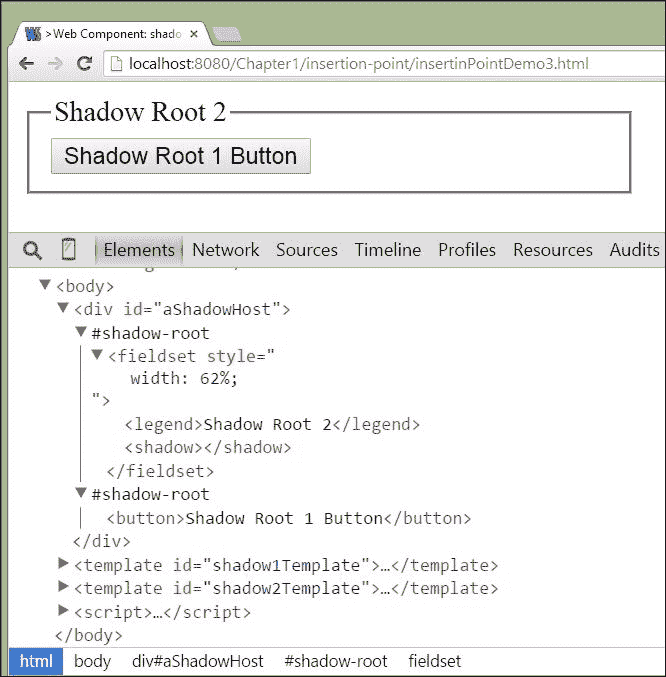 >Web Component: shado
localhost:8080/Chapter1/insertion-point/insertinPointDemo3.html
Shadow Root 2
Shadow Root 1 Button
Elements Network Sources Timeline Profiles Resources Audits
▼<body>
▼<div id="aShadowHost">
▼#shadow-root
▼<fieldset style="
width: 62%;
">
<legend>Shadow Root 2</legend>
<shadow></shadow>
</fieldset>
▼#shadow-root
<button>Shadow Root 1 Button</button>
</div>
▶<template id="shadow1Template">…</template>
▶<template id="shadow2Template">…</template>
▶<script>…</script>
</body>
html body div#aShadowHost #shadow-root fieldset